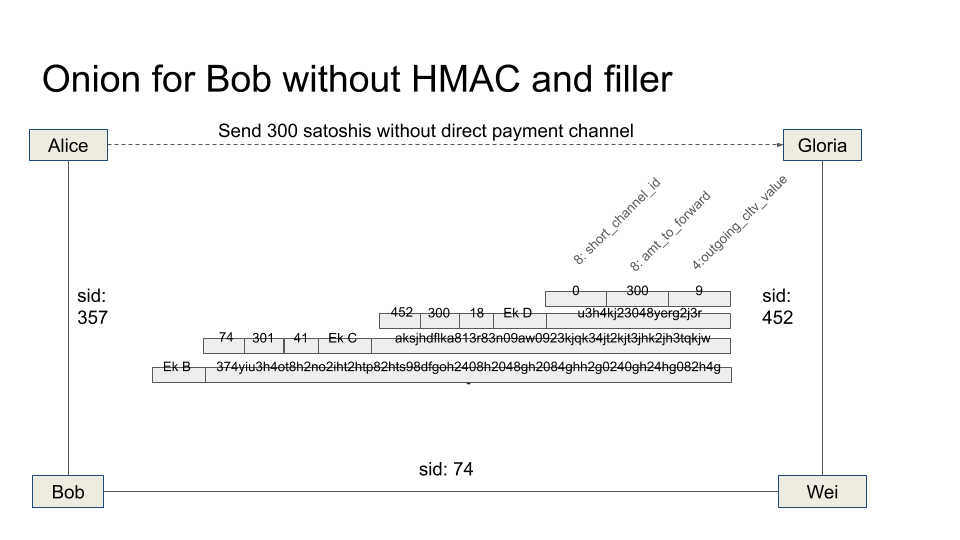 Onion for Bob without HMAC and filler
Send 300 satoshis without direct payment channel
Alice
Gloria
8: short_channel_id
8: amt_to_forward
4:outgoing_cltv_value
sid:
357
sid:
452
0 300 9
452 300 18 Ek D u3h4kj23048yerg2j3r
74 301 41 Ek C aksjhdflka813r83n09aw0923kjqk34jt2kjt3jhk2jh3tqkjw
Ek B 374yiu3h4ot8h2no2iht2htp82hts98dfgoh2408h2048gh2084ghh2g0240gh24hg082h4g
-
sid: 74
Bob
Wei